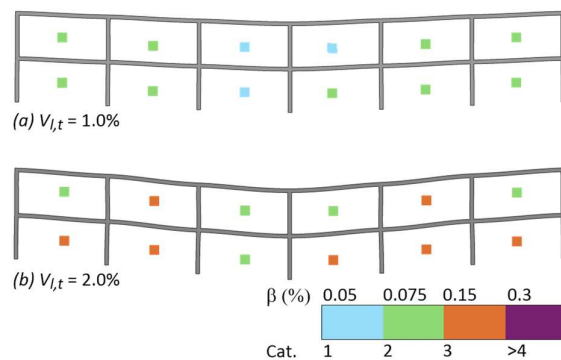 (a) V_{l,t} = 1.0%
(b) V_{l,t} = 2.0%
β (%) 0.05 0.075 0.15 0.3
Cat. 1 2 3 >4